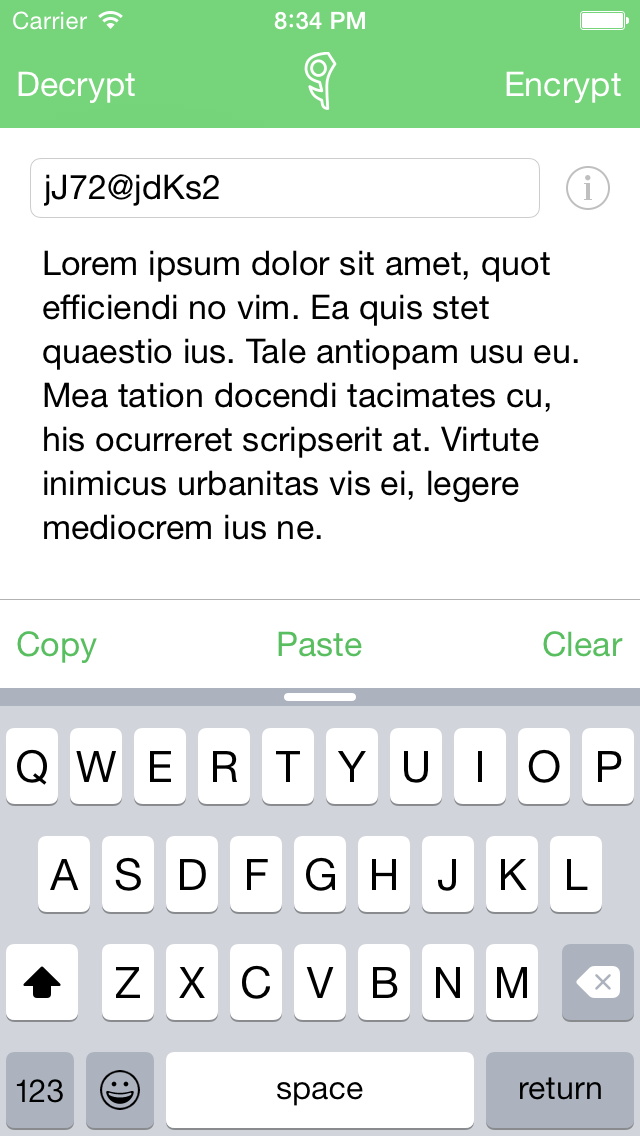 Carrier 8:34 PM
Decrypt Encrypt
jJ72@jdKs2 i
Lorem ipsum dolor sit amet, quot
efficiendi no vim. Ea quis stet
quaestio ius. Tale antiopam usu eu.
Mea tation docendi tacimates cu,
his ocurreret scripserit at. Virtute
inimicus urbanitas vis ei, legere
mediocrem ius ne.
Copy Paste Clear
Q W E R T Y U I O P
A S D F G H J K L
Z X C V B N M
123 space return